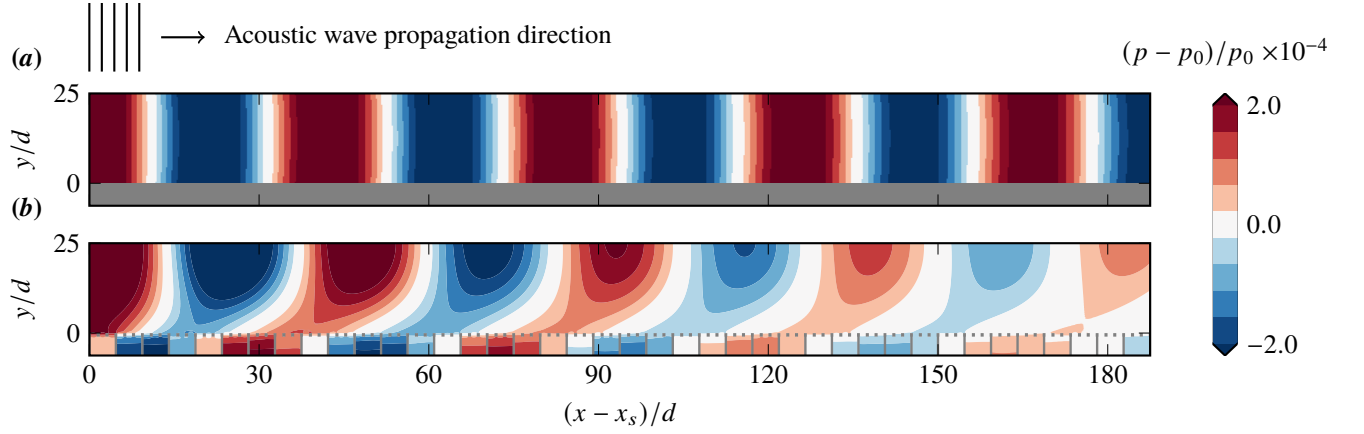 Acoustic wave propagation direction
(a)
(p − p₀)/p₀ ×10⁻⁴
25
y/d
0
2.0
0.0
−2.0
(b)
25
y/d
0
0 30 60 90 120 150 180
(x − xₛ)/d